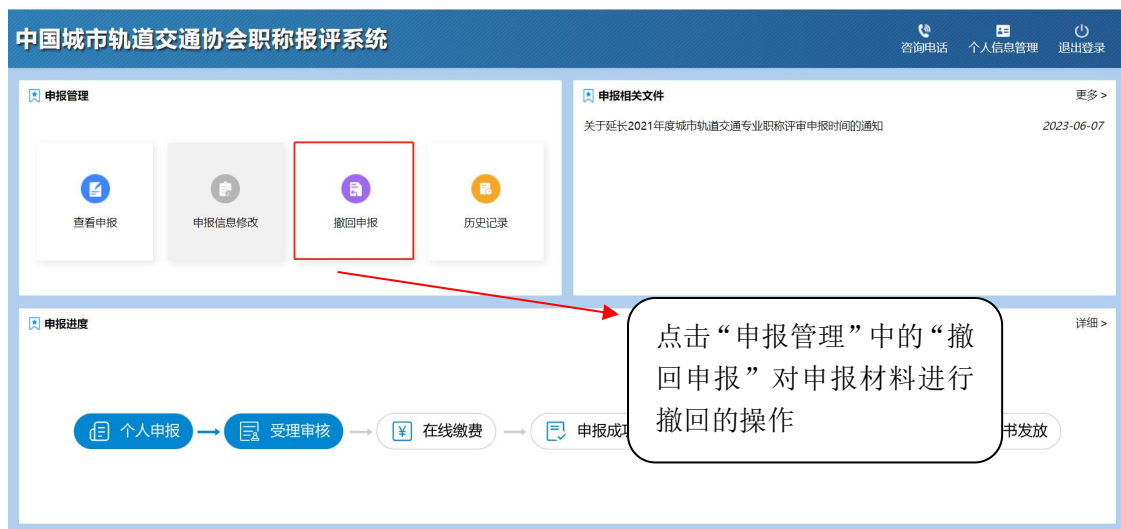 中国城市轨道交通协会职称报评系统
咨询电话
个人信息管理
退出登录
申报管理
查看申报
申报信息修改
撤回申报
历史记录
申报相关文件
更多 >
关于延长2021年度城市轨道交通专业职称评审申报时间的通知
2023-06-07
申报进度
详细 >
个人申报
受理审核
在线缴费
申报成
书发放
点击“申报管理”中的“撤
回申报”对申报材料进行
撤回的操作